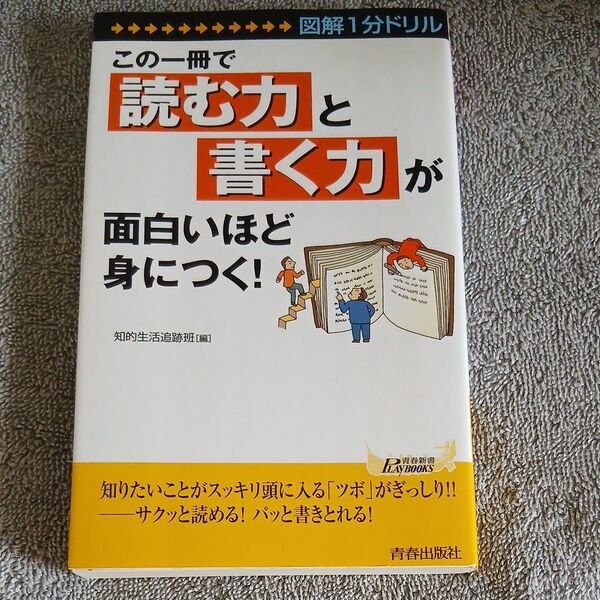 →→→→→→→→→→→ 図解1分ドリル
この一冊で
読む力と
書く力が
面白いほど
身につく!
知的生活追跡班[編]
青春新書
PLAYBOOKS
知りたいことがスッキリ頭に入る「ツボ」がぎっしり!!
——サクッと読める! パッと書きとれる!
青春出版社